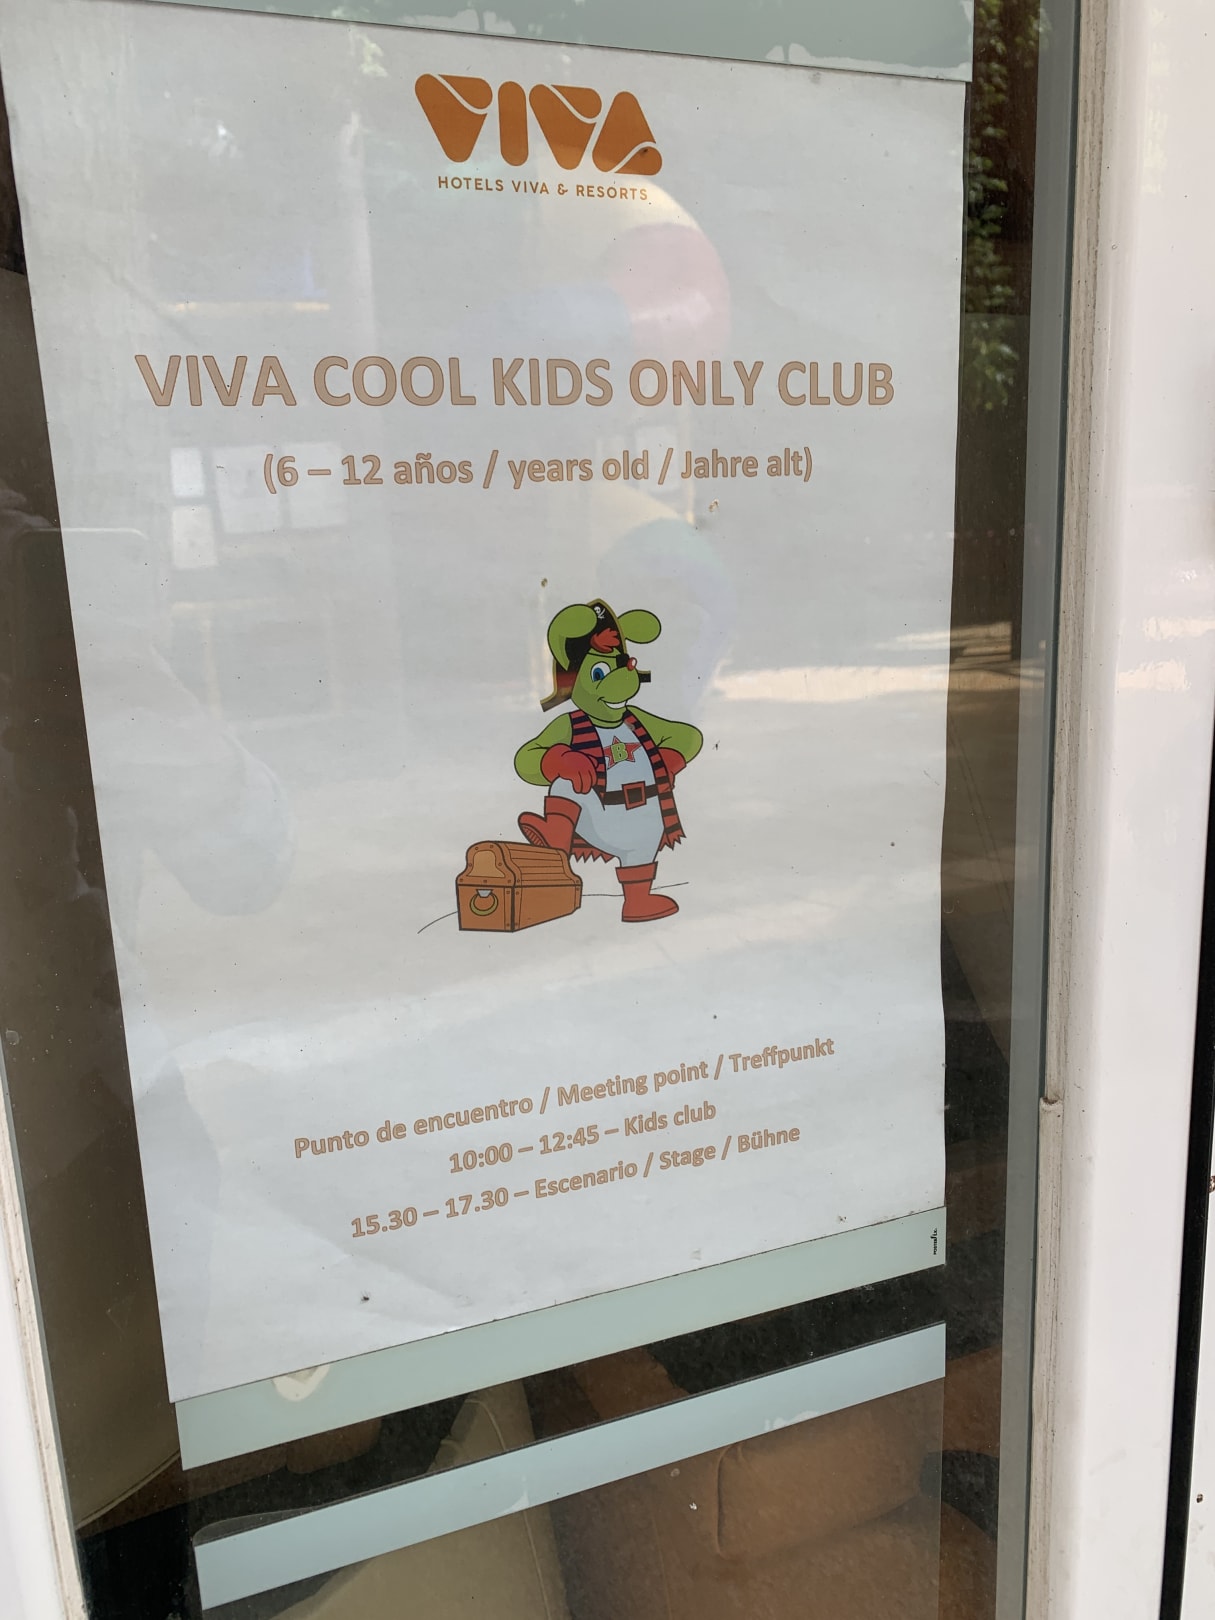 VIVA
HOTELS VIVA & RESORTS
VIVA COOL KIDS ONLY CLUB
(6 – 12 años / years old / Jahre alt)
B
Punto de encuentro / Meeting point / Treffpunkt
10:00 – 12:45 – Kids club
15.30 – 17.30 – Escenario / Stage / Bühne